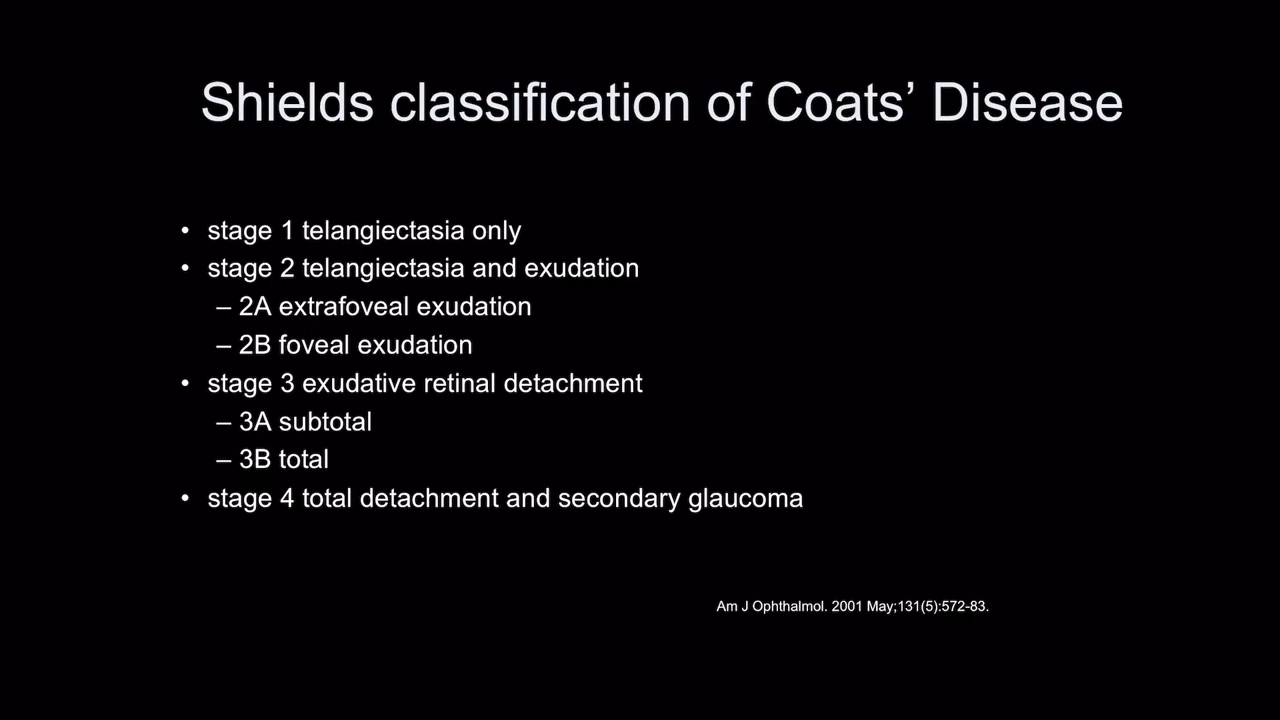 Shields classification of Coats’ Disease
• stage 1 telangiectasia only
• stage 2 telangiectasia and exudation
– 2A extrafoveal exudation
– 2B foveal exudation
• stage 3 exudative retinal detachment
– 3A subtotal
– 3B total
• stage 4 total detachment and secondary glaucoma
Am J Ophthalmol. 2001 May;131(5):572-83.